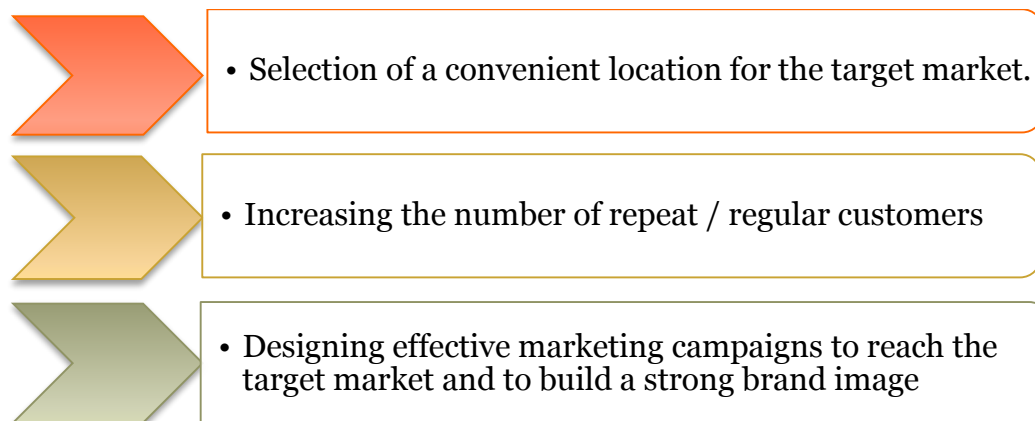 • Selection of a convenient location for the target market.
• Increasing the number of repeat / regular customers
• Designing effective marketing campaigns to reach the
target market and to build a strong brand image